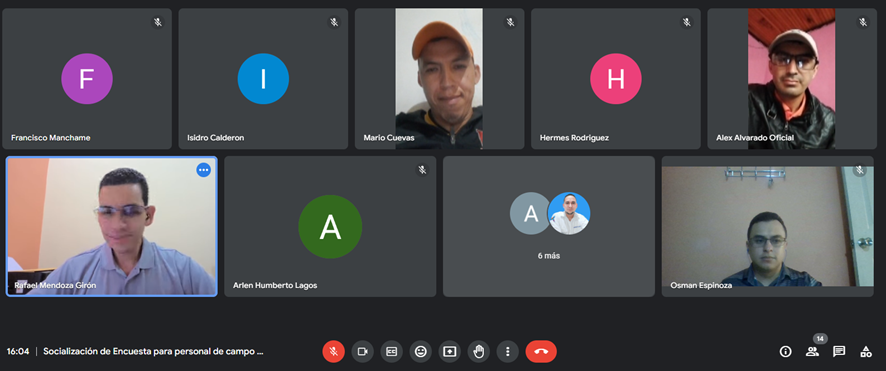 F
I
H
Francisco Manchame
Isidro Calderon
Mario Cuevas
Hermes Rodriguez
Alex Alvarado Oficial
A
A
6 más
Rafael Mendoza Girón
Arlen Humberto Lagos
Osman Espinoza
14
16:04 | Socialización de Encuesta para personal de campo ...